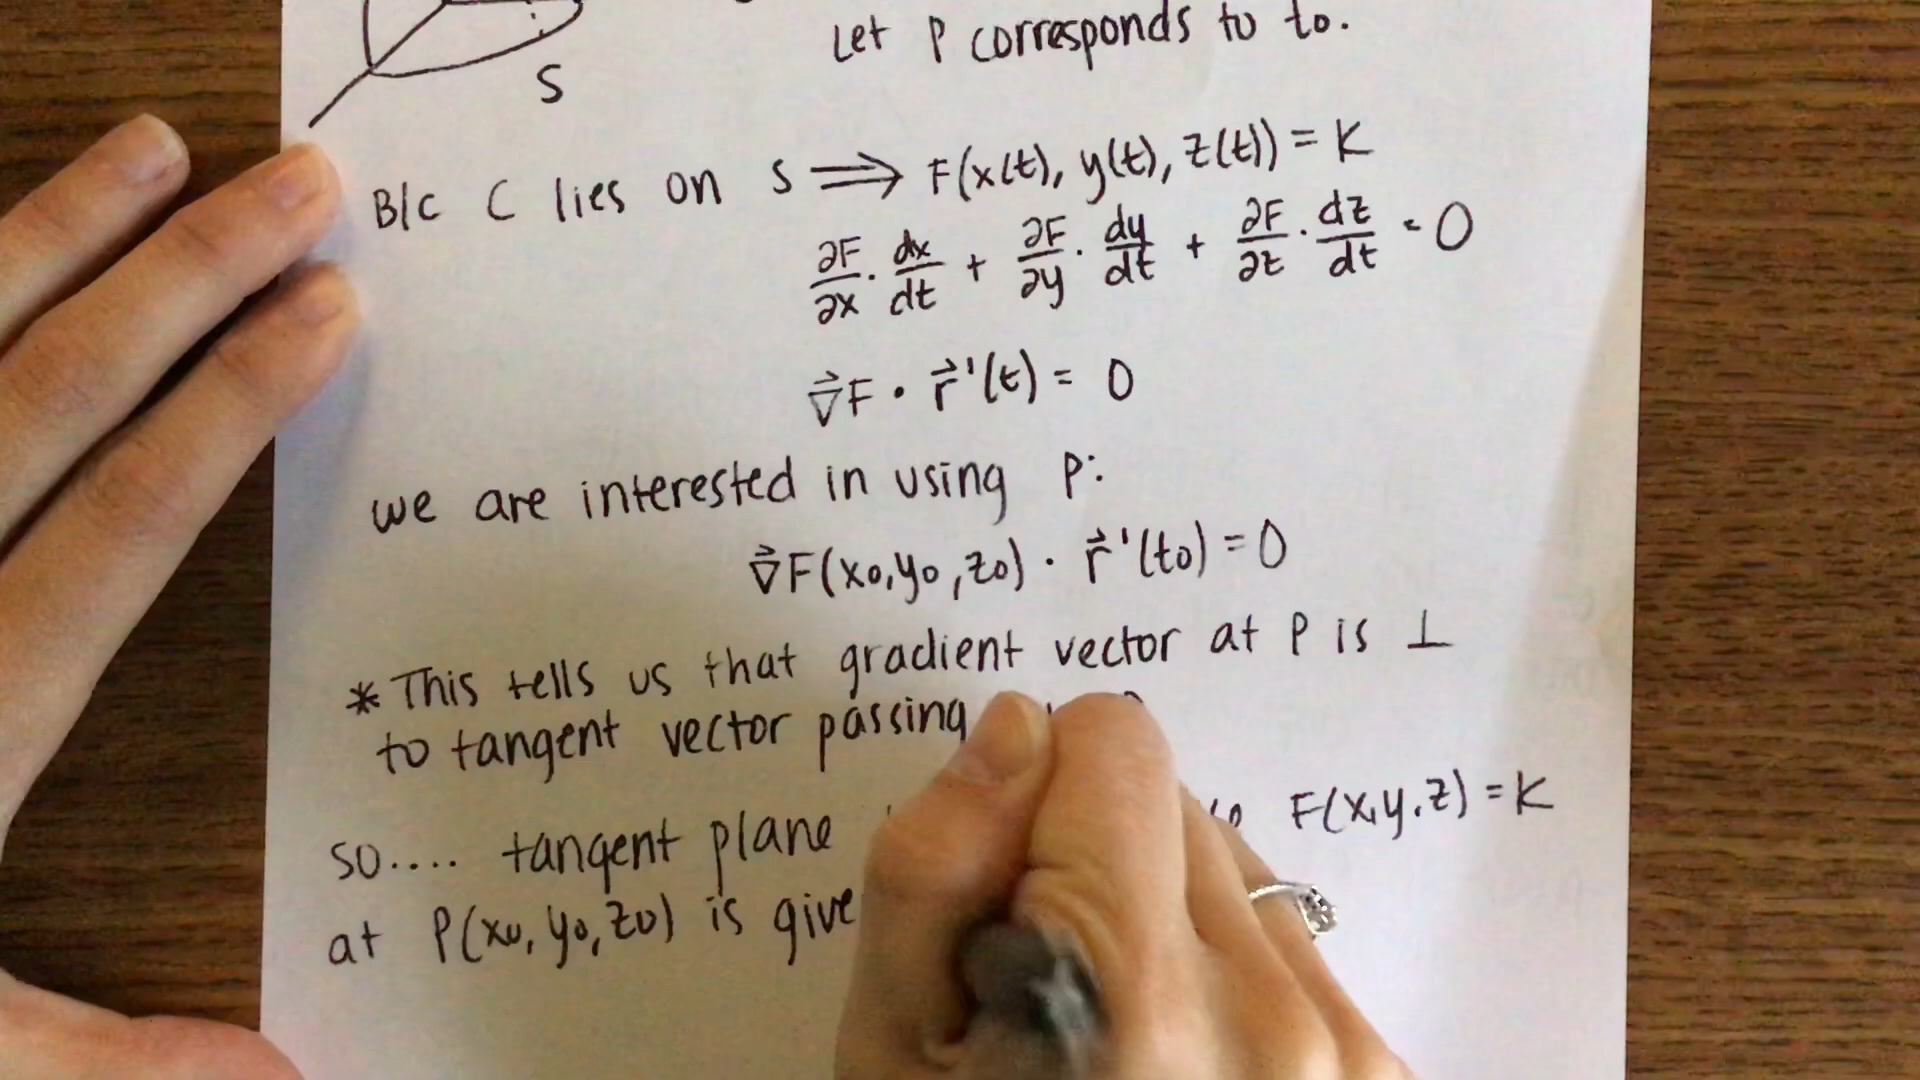 S
Let P corresponds to to.
B/c C lies on S ⟹ F(x(t), y(t), z(t)) = K
∂F/∂x · dx/dt + ∂F/∂y · dy/dt + ∂F/∂z · dz/dt = 0
∇⃗F · r⃗'(t) = 0
we are interested in using P:
∇⃗F(x0, y0, z0) · r⃗'(t0) = 0
* This tells us that gradient vector at P is ⊥
to tangent vector passing
so.... tangent plane F(x,y,z) = K
at P(x0, y0, z0) is give